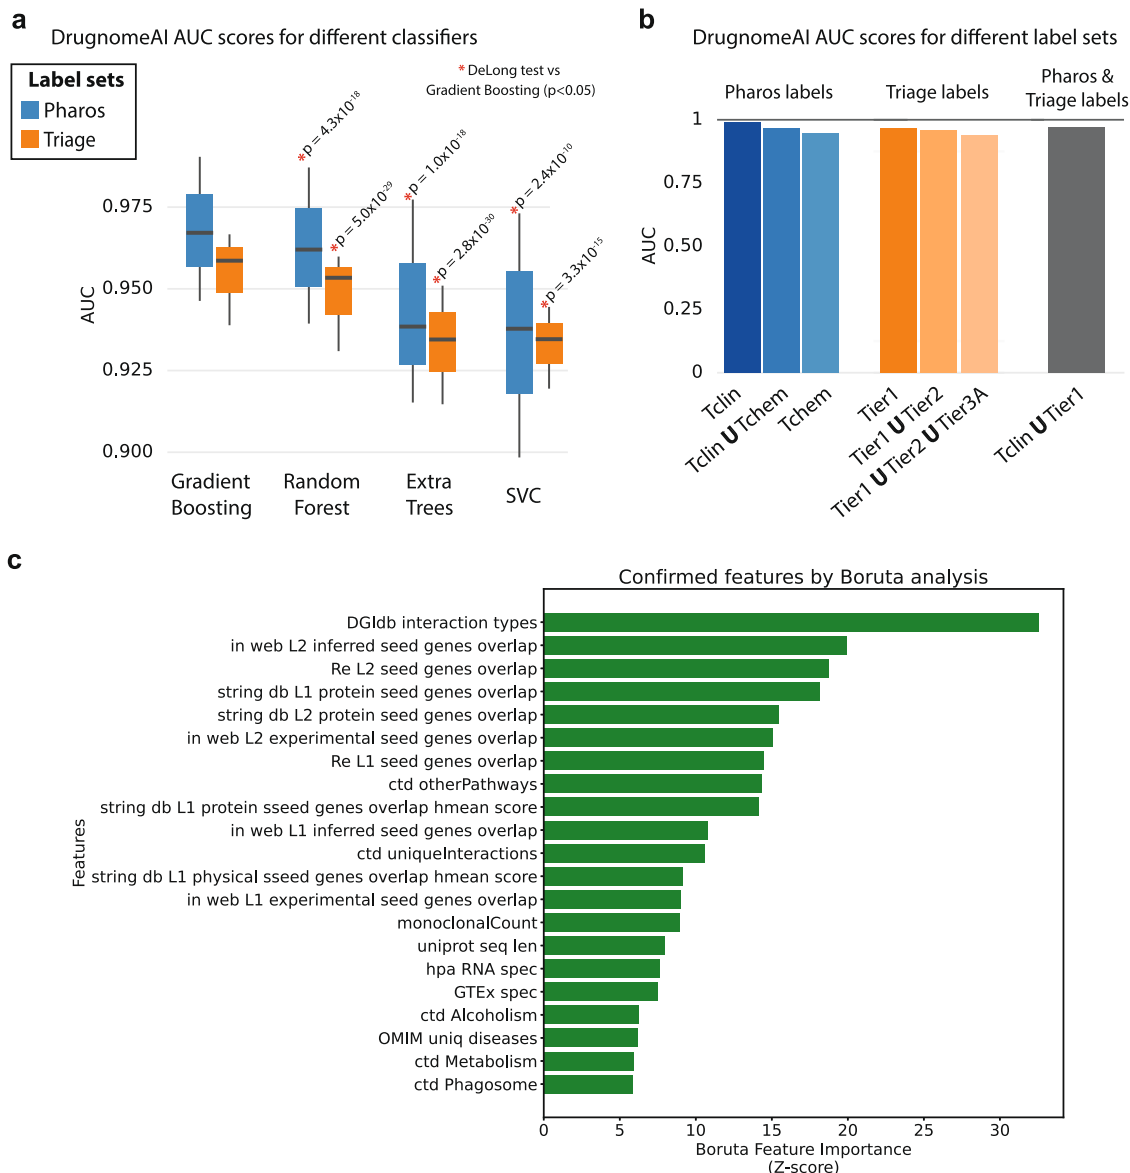 a
DrugnomeAI AUC scores for different classifiers
Label sets
Pharos
Triage
* DeLong test vs
Gradient Boosting (p<0.05)
*p = 4.3x10-18
*p = 5.0x10-29
*p = 1.0x10-18
*p = 2.8x10-30
*p = 2.4x10-10
*p = 3.3x10-15
AUC
0.975
0.950
0.925
0.900
Gradient
Boosting
Random
Forest
Extra
Trees
SVC
b
DrugnomeAI AUC scores for different label sets
Pharos labels
Triage labels
Pharos &
Triage labels
AUC
1
0.75
0.50
0.25
0
Tclin
Tclin U Tchem
Tchem
Tier1
Tier1 U Tier2
Tier1 U Tier2 U Tier3A
Tclin U Tier1
c
Confirmed features by Boruta analysis
Features
DGIdb interaction types
in web L2 inferred seed genes overlap
Re L2 seed genes overlap
string db L1 protein seed genes overlap
string db L2 protein seed genes overlap
in web L2 experimental seed genes overlap
Re L1 seed genes overlap
ctd otherPathways
string db L1 protein sseed genes overlap hmean score
in web L1 inferred seed genes overlap
ctd uniqueInteractions
string db L1 physical sseed genes overlap hmean score
in web L1 experimental seed genes overlap
monoclonalCount
uniprot seq len
hpa RNA spec
GTEx spec
ctd Alcoholism
OMIM uniq diseases
ctd Metabolism
ctd Phagosome
0 5 10 15 20 25 30
Boruta Feature Importance
(Z-score)